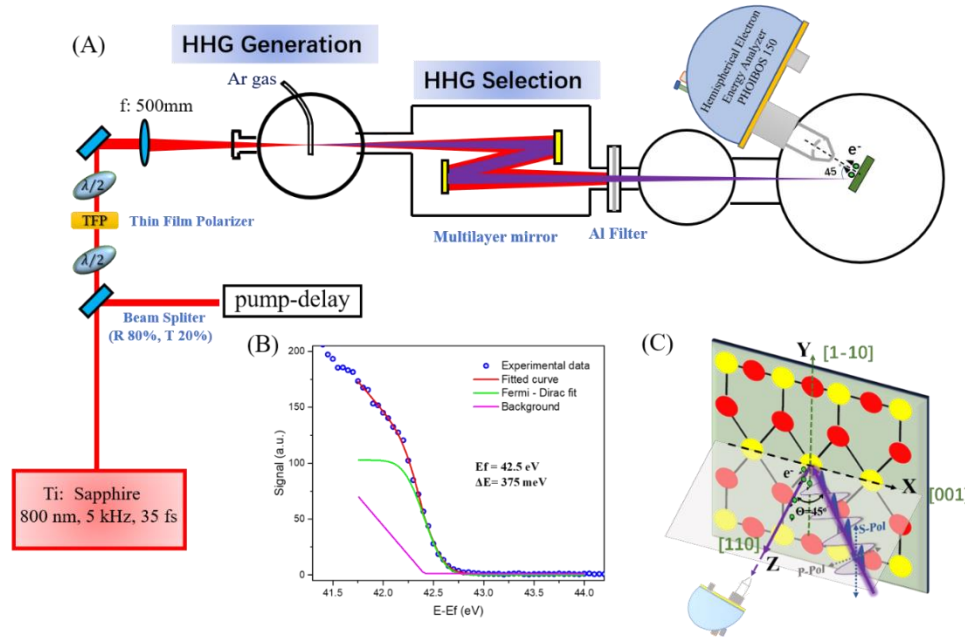 (A)
HHG Generation
Ar gas
HHG Selection
f: 500mm
Hemispherical Electron
Energy Analyzer
PHOIBOS 150
e-
45
λ/2
TFP
Thin Film Polarizer
λ/2
Multilayer mirror
Al Filter
pump-delay
Beam Spliter
(R 80%, T 20%)
Ti: Sapphire
800 nm, 5 kHz, 35 fs
(B)
200
150
100
50
0
Signal (a.u.)
Experimental data
Fitted curve
Fermi - Dirac fit
Background
Ef = 42.5 eV
ΔE= 375 meV
41.5 42.0 42.5 43.0 43.5 44.0
E-Ef (eV)
(C)
Y
[1-10]
e-
X
[001]
Θ=45°
S-Pol
[110]
Z
P-Pol